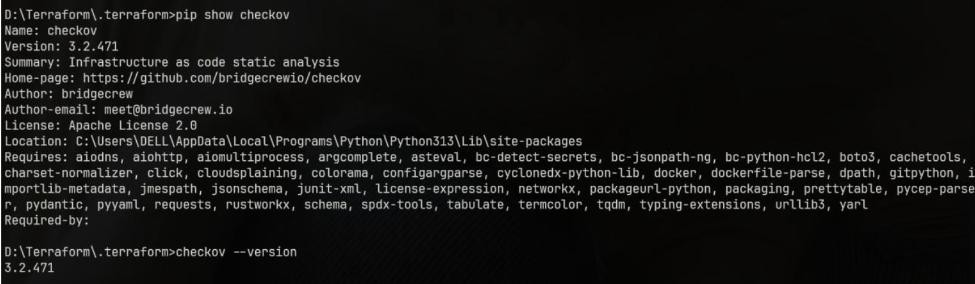 D:\Terraform\.terraform>pip show checkov
Name: checkov
Version: 3.2.471
Summary: Infrastructure as code static analysis
Home-page: https://github.com/bridgecrewio/checkov
Author: bridgecrew
Author-email: meet@bridgecrew.io
License: Apache License 2.0
Location: C:\Users\DELL\AppData\Local\Programs\Python\Python313\Lib\site-packages
Requires: aiodns, aiohttp, aiomultiprocess, argcomplete, asteval, bc-detect-secrets, bc-jsonpath-ng, bc-python-hcl2, boto3, cachetools,
charset-normalizer, click, cloudsplaining, colorama, configargparse, cyclonedx-python-lib, docker, dockerfile-parse, dpath, gitpython, i
mportlib-metadata, jmespath, jsonschema, junit-xml, license-expression, networkx, packageurl-python, packaging, prettytable, pycep-parse
r, pydantic, pyyaml, requests, rustworkx, schema, spdx-tools, tabulate, termcolor, tqdm, typing-extensions, urllib3, yarl
Required-by:
D:\Terraform\.terraform>checkov --version
3.2.471